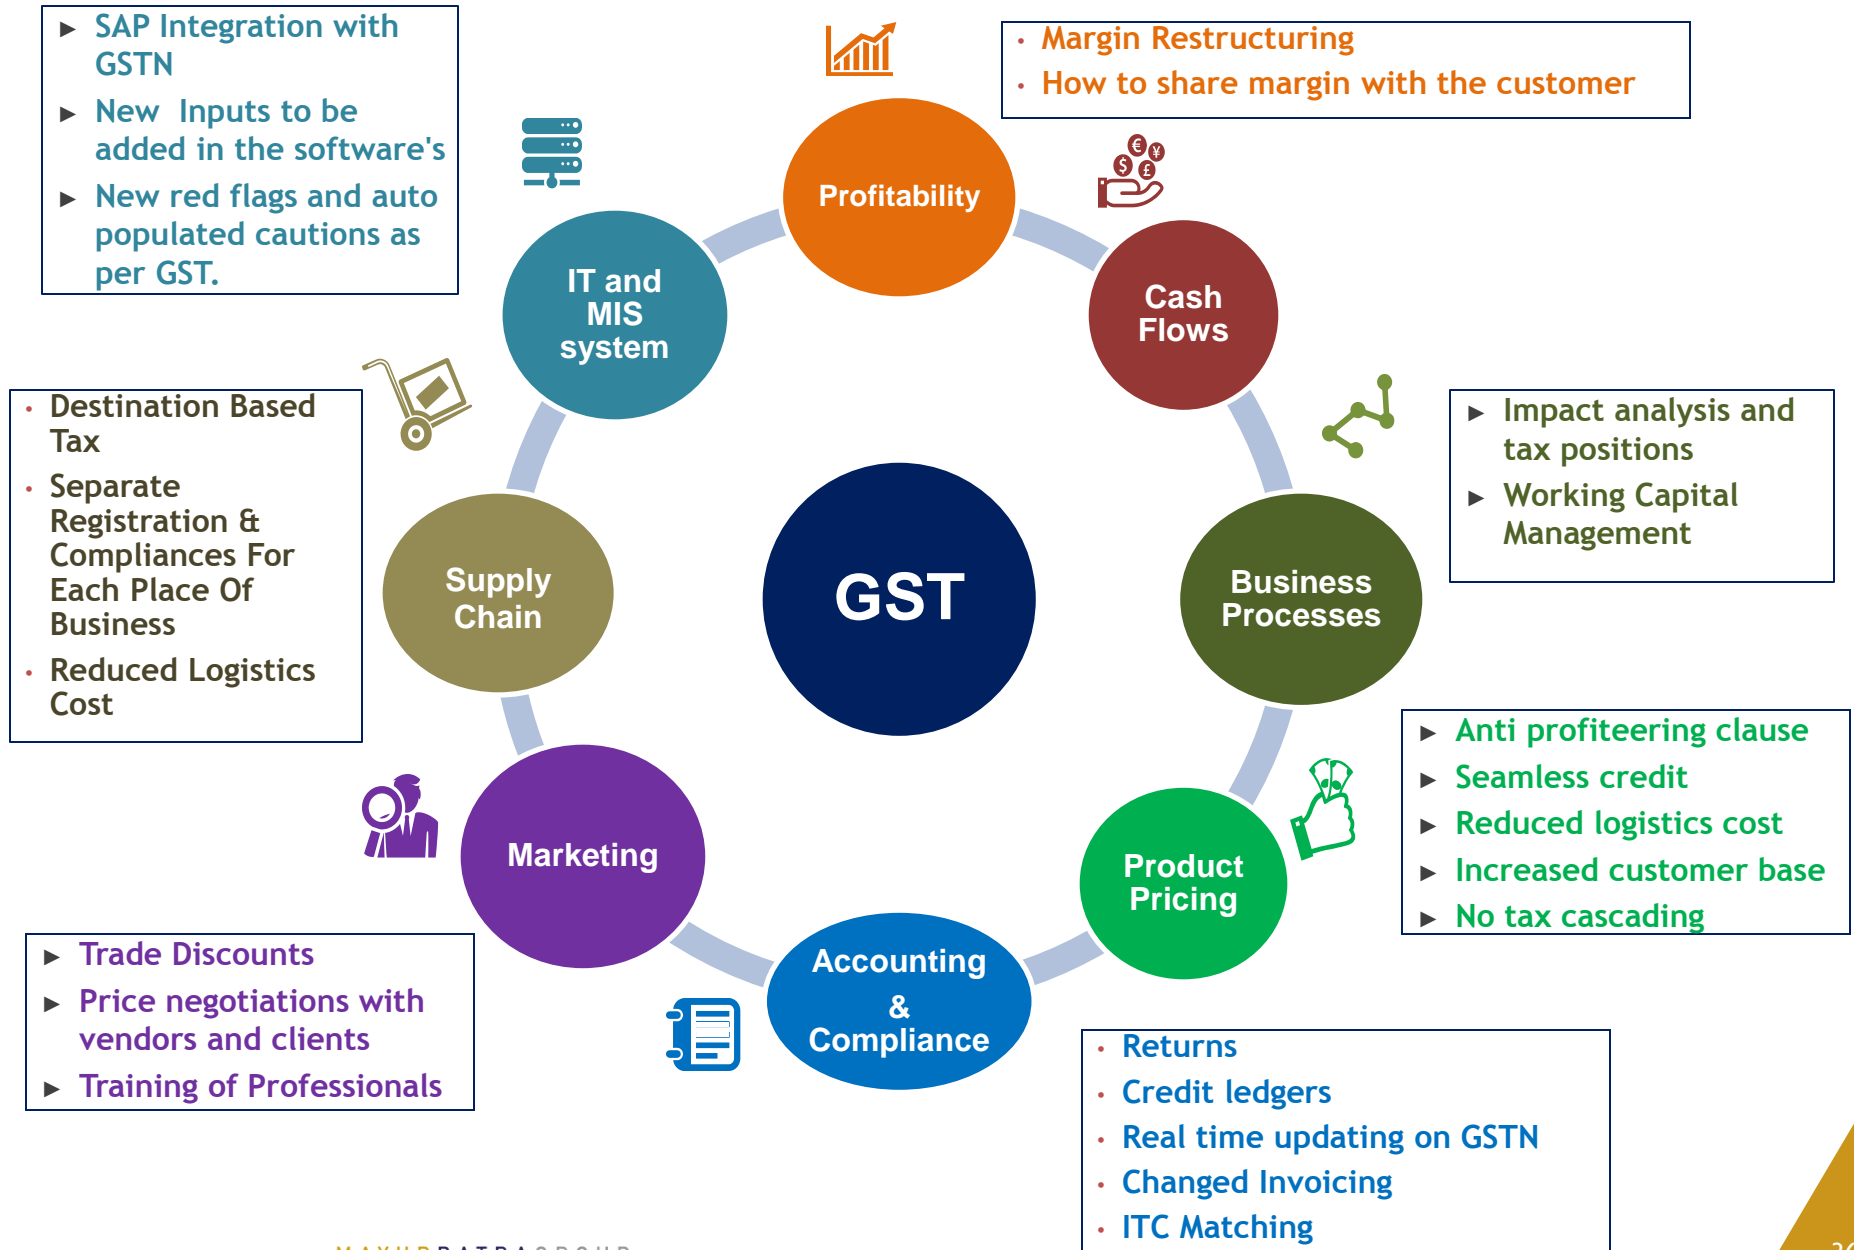 SAP Integration with
GSTN
New Inputs to be
added in the software's
New red flags and auto
populated cautions as
per GST.
Margin Restructuring
How to share margin with the customer
Profitability
IT and
MIS
system
Cash
Flows
Destination Based
Tax
Separate
Registration &
Compliances For
Each Place Of
Business
Reduced Logistics
Cost
Impact analysis and
tax positions
Working Capital
Management
Supply
Chain
GST
Business
Processes
Anti profiteering clause
Seamless credit
Reduced logistics cost
Increased customer base
No tax cascading
Marketing
Product
Pricing
Trade Discounts
Price negotiations with
vendors and clients
Training of Professionals
Accounting
&
Compliance
Returns
Credit ledgers
Real time updating on GSTN
Changed Invoicing
ITC Matching
MAYUR BATRA GROUP